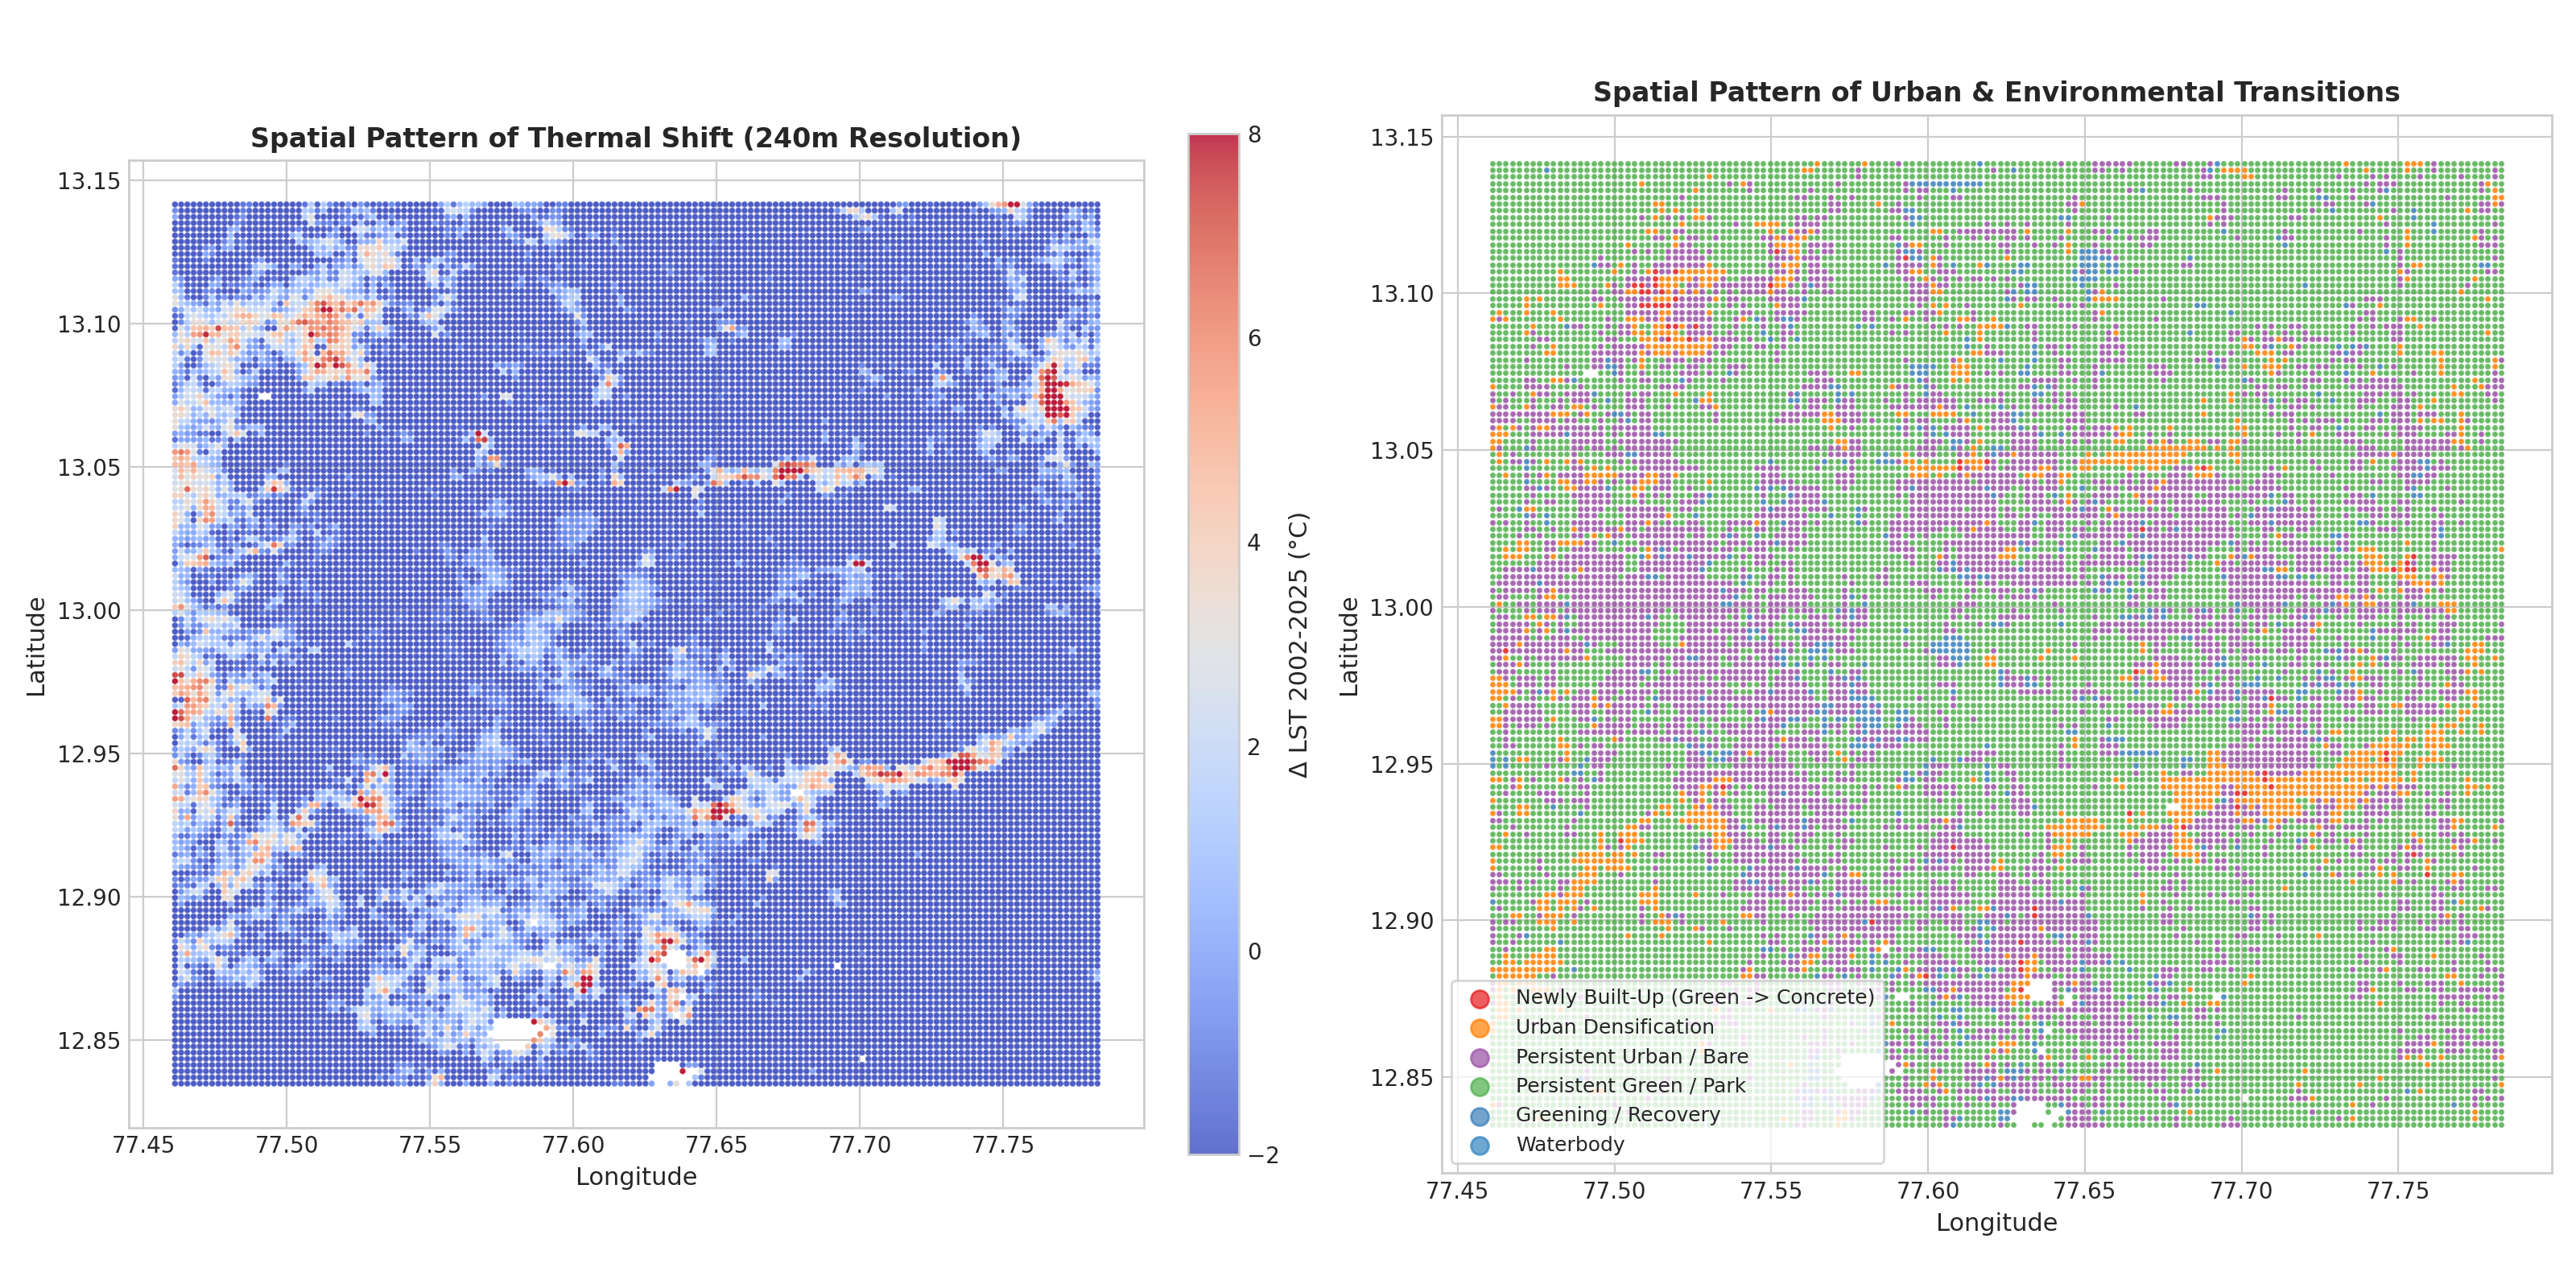 Spatial Pattern of Thermal Shift (240m Resolution)
13.15
13.10
13.05
13.00
12.95
12.90
12.85
Latitude
77.45 77.50 77.55 77.60 77.65 77.70 77.75
Longitude
8
6
4
2
0
−2
Δ LST 2002-2025 (°C)
Spatial Pattern of Urban & Environmental Transitions
13.15
13.10
13.05
13.00
12.95
12.90
12.85
Latitude
Newly Built-Up (Green -> Concrete)
Urban Densification
Persistent Urban / Bare
Persistent Green / Park
Greening / Recovery
Waterbody
77.45 77.50 77.55 77.60 77.65 77.70 77.75
Longitude